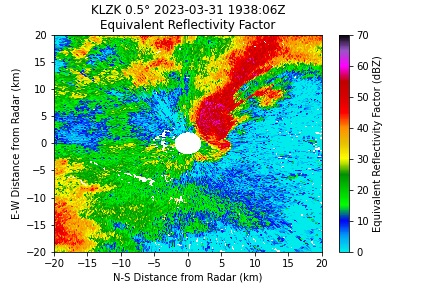 KLZK 0.5° 2023-03-31 1938:06Z
Equivalent Reflectivity Factor
20
15
10
5
0
−5
−10
−15
−20
E-W Distance from Radar (km)
−20 −15 −10 −5 0 5 10 15 20
N-S Distance from Radar (km)
70
60
50
40
30
20
10
0
Equivalent Reflectivity Factor (dBZ)